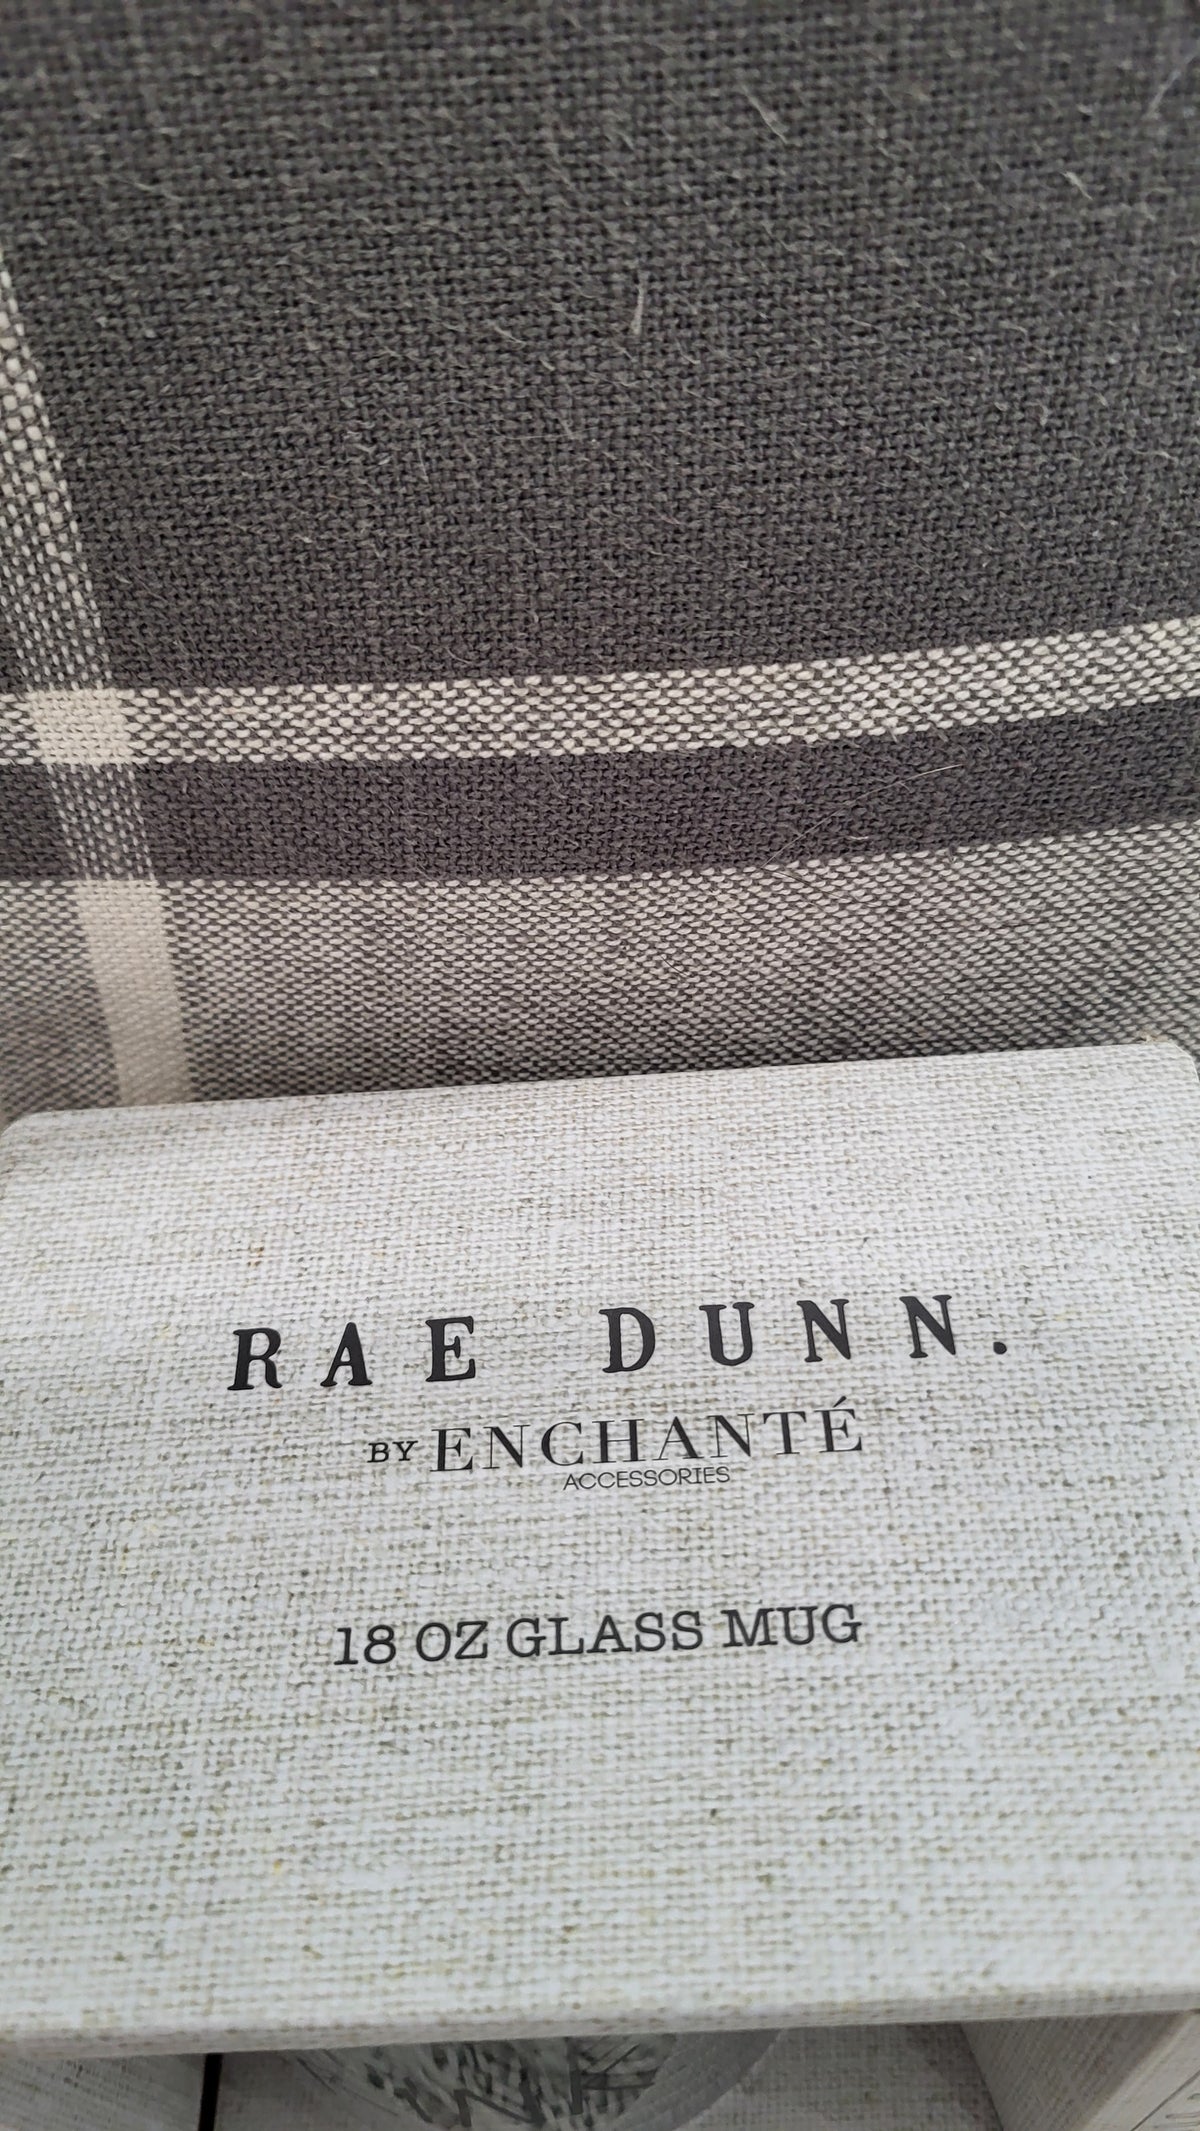 RAE DUNN.
BY ENCHANTÉ
ACCESSORIES
18 OZ GLASS MUG